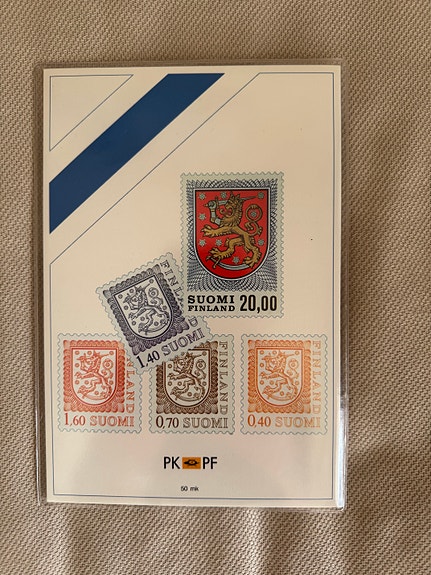 SUOMI
FINLAND 20,00
FINLAND
1,40 SUOMI
FINLAND
1,60 SUOMI
FINLAND
0,70 SUOMI
FINLAND
0,40 SUOMI
PK PF
50 mk